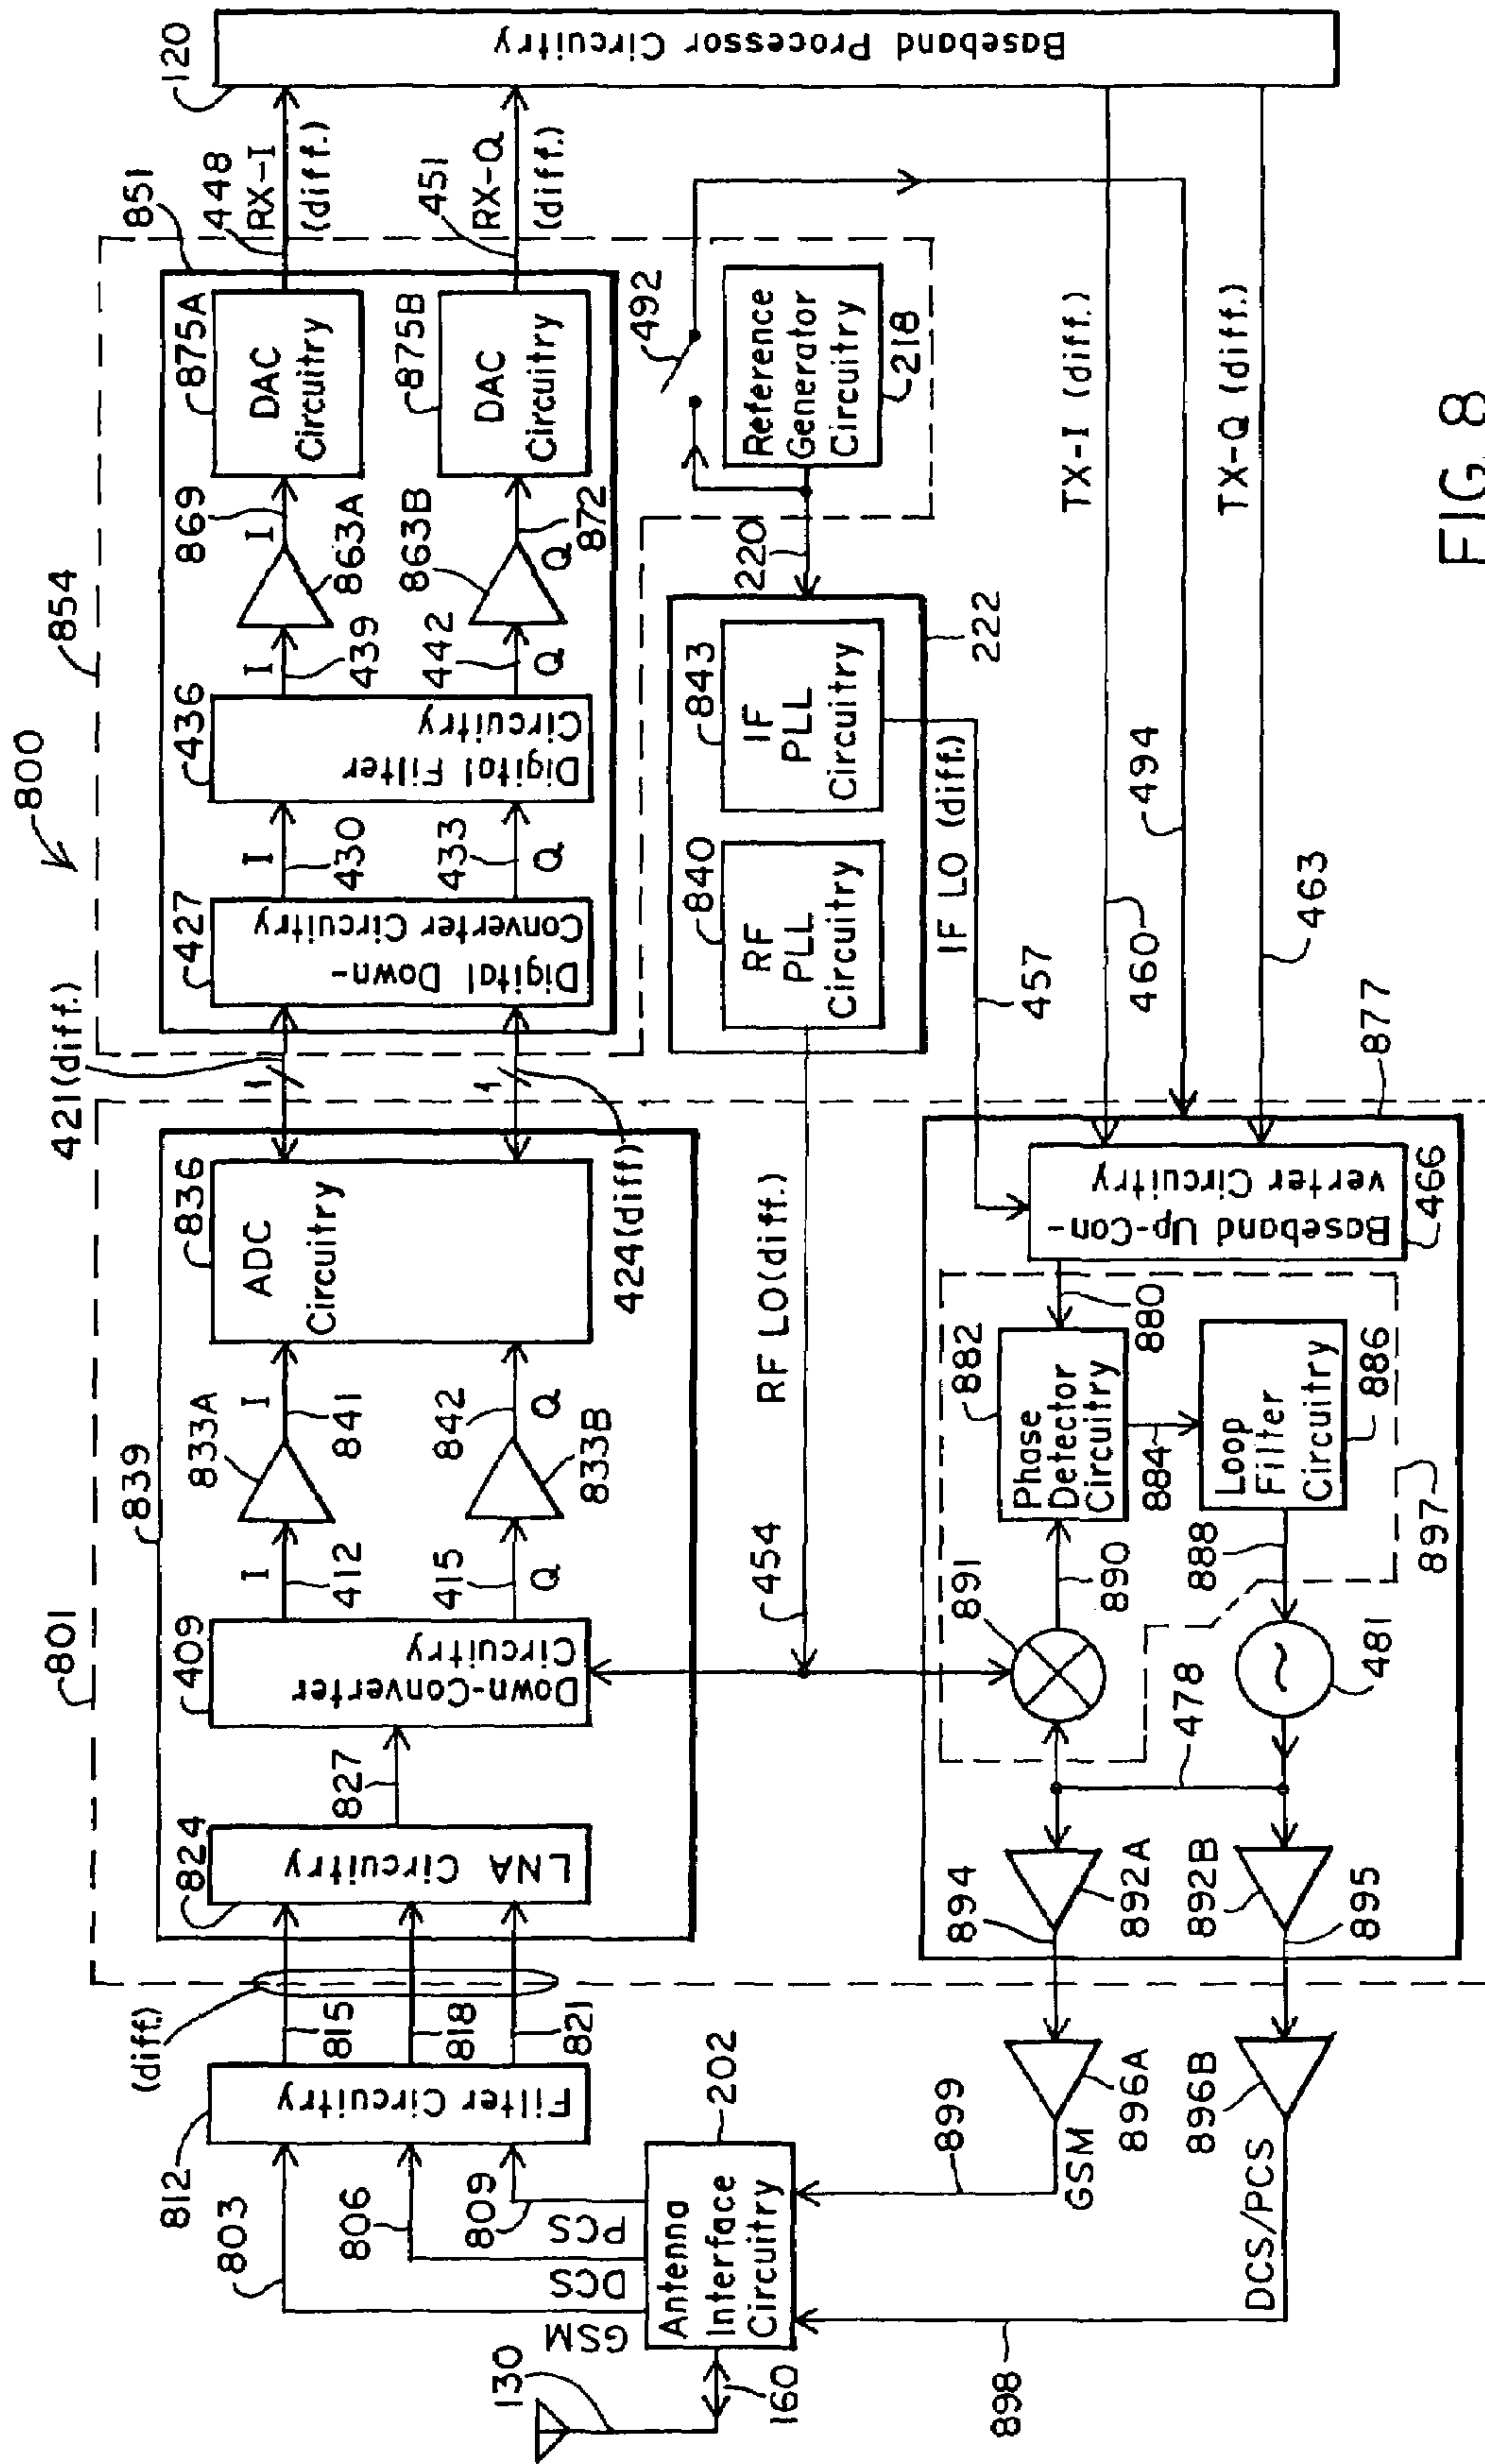 800
854
801
839
851
120
Baseband Processor Circuitry
448
RX-I
(diff.)
451
RX-Q
(diff.)
875A
DAC
Circuitry
875B
DAC
Circuitry
869
I
863A
863B
Q
872
I
439
442
Q
436
Digital Filter
Circuitry
I
430
433
Q
427
Digital Down-
Converter Circuitry
421(diff.)
1
1
424(diff)
836
ADC
Circuitry
833A
I
841
842
Q
833B
I
412
415
Q
409
Down-Converter
Circuitry
827
824
LNA Circuitry
(diff.)
815
818
821
812
Filter Circuitry
803
806
809
GSM
DCS
PCS
130
160
202
Antenna
Interface
Circuitry
492
Reference
Generator
Circuitry
218
220
222
843
IF
PLL
Circuitry
840
RF
PLL
Circuitry
RF LO(diff.)
454
IF LO (diff.)
457
TX-I (diff.)
460
494
TX-Q (diff.)
463
877
Baseband Up-Con-
verter Circuitry
466
880
882
Phase
Detector
Circuitry
884
Loop
Filter
Circuitry
886
888
890
891
897
481
478
892A
892B
894
895
896A
896B
899
GSM
DCS/PCS
898
FIG. 8